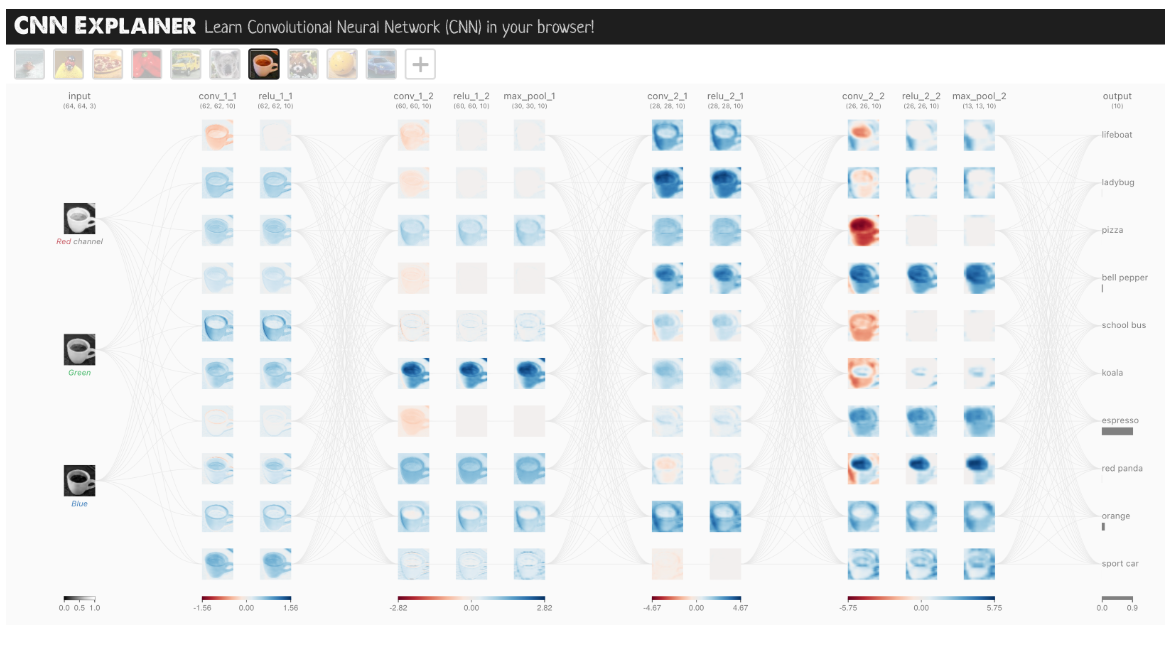 CNN EXPLAINER Learn Convolutional Neural Network (CNN) in your browser!
input conv_1_1 relu_1_1 conv_1_2 relu_1_2 max_pool_1 conv_2_1 relu_2_1 conv_2_2 relu_2_2 max_pool_2 output
(64, 64, 3) (62, 62, 10) (62, 62, 10) (60, 60, 10) (60, 60, 10) (30, 30, 10) (28, 28, 10) (28, 28, 10) (26, 26, 10) (26, 26, 10) (13, 13, 10) (10)
lifeboat
ladybug
pizza
Red channel
bell pepper
school bus
Green
koala
espresso
red panda
Blue
orange
sport car
0.0 0.5 1.0 -1.56 0.00 1.56 -2.82 0.00 2.82 -4.67 0.00 4.67 -5.75 0.00 5.75 0.0 0.9